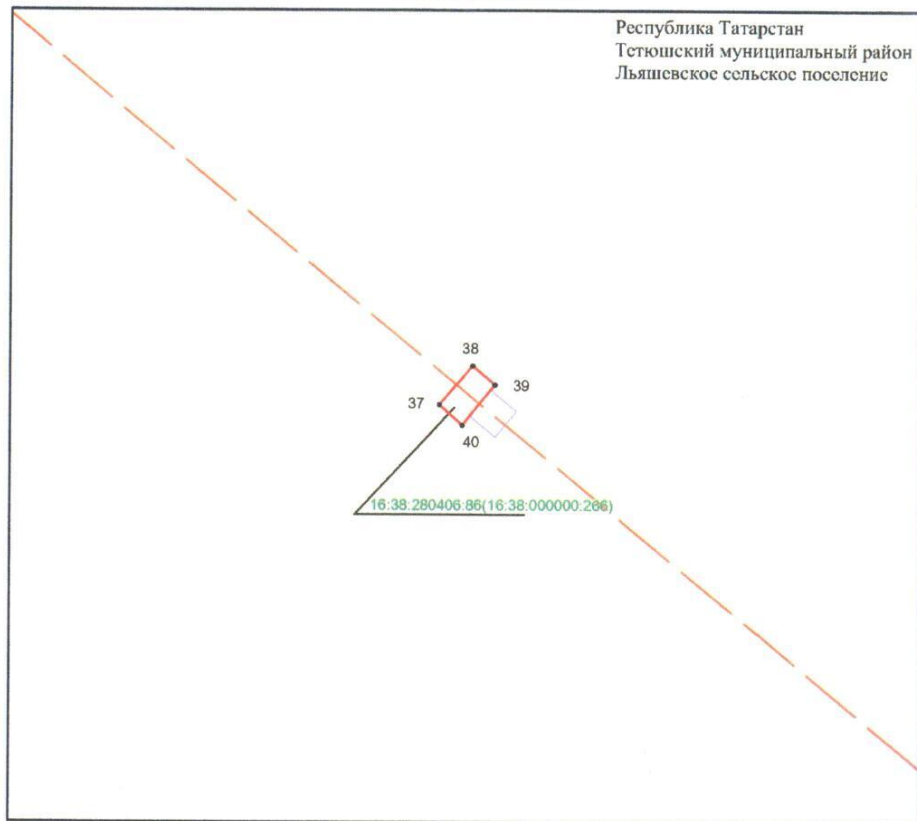 Республика Татарстан
Тетюшский муниципальный район
Льяшевское сельское поселение
38
39
37
40
16:38:280406:86(16:38:000000:266)